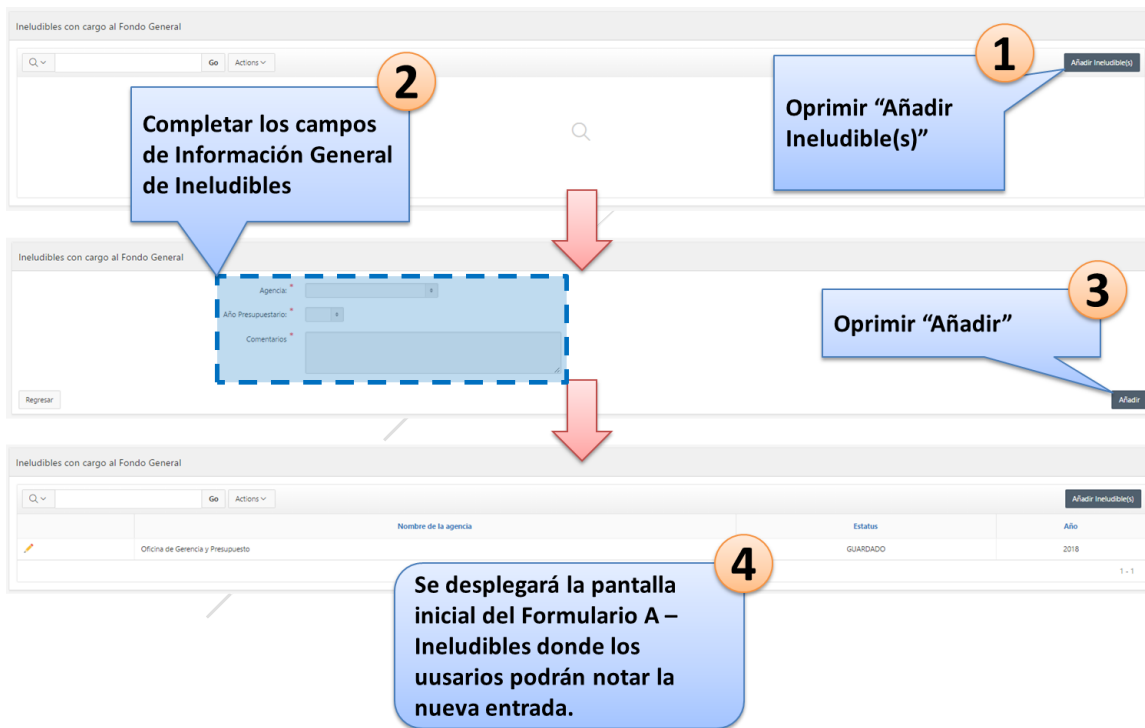 Ineludibles con cargo al Fondo General
Go
Actions
Añadir Ineludible(s)
1
Oprimir “Añadir
Ineludible(s)”
2
Completar los campos
de Información General
de Ineludibles
Ineludibles con cargo al Fondo General
Agencia: *
Año Presupuestario: *
Comentarios *
3
Oprimir “Añadir”
Regresar
Añadir
Ineludibles con cargo al Fondo General
Go
Actions
Añadir Ineludible(s)
Nombre de la agencia
Estatus
Año
Oficina de Gerencia y Presupuesto
GUARDADO
2018
1 - 1
4
Se desplegará la pantalla
inicial del Formulario A –
Ineludibles donde los
uusarios podrán notar la
nueva entrada.